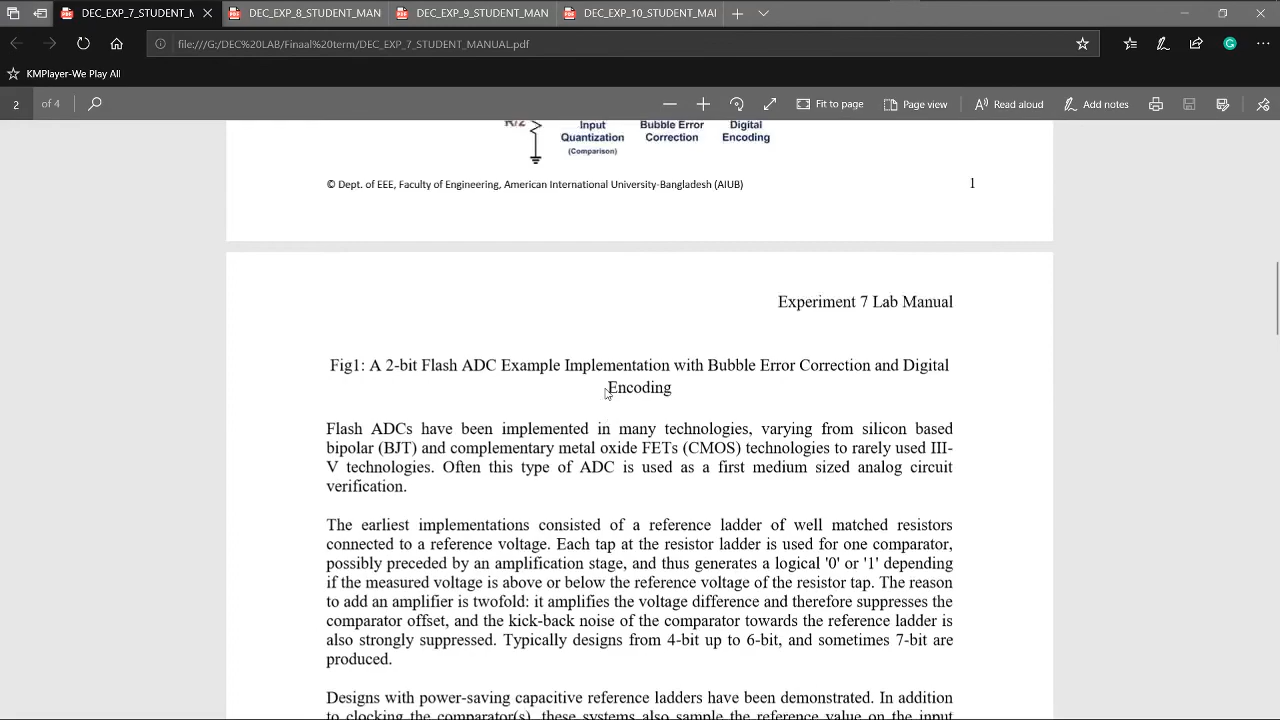 DEC_EXP_7_STUDENT_M
DEC_EXP_8_STUDENT_MAN
DEC_EXP_9_STUDENT_MAN
DEC_EXP_10_STUDENT_MAI
file:///G:/DEC%20LAB/Finaal%20term/DEC_EXP_7_STUDENT_MANUAL.pdf
KMPlayer-We Play All
2 of 4
Fit to page
Page view
Read aloud
Add notes
R/2
Input Quantization (Comparison)
Bubble Error Correction
Digital Encoding
© Dept. of EEE, Faculty of Engineering, American International University-Bangladesh (AIUB) 1
Experiment 7 Lab Manual
Fig1: A 2-bit Flash ADC Example Implementation with Bubble Error Correction and Digital
Encoding
Flash ADCs have been implemented in many technologies, varying from silicon based
bipolar (BJT) and complementary metal oxide FETs (CMOS) technologies to rarely used III-
V technologies. Often this type of ADC is used as a first medium sized analog circuit
verification.
The earliest implementations consisted of a reference ladder of well matched resistors
connected to a reference voltage. Each tap at the resistor ladder is used for one comparator,
possibly preceded by an amplification stage, and thus generates a logical '0' or '1' depending
if the measured voltage is above or below the reference voltage of the resistor tap. The reason
to add an amplifier is twofold: it amplifies the voltage difference and therefore suppresses the
comparator offset, and the kick-back noise of the comparator towards the reference ladder is
also strongly suppressed. Typically designs from 4-bit up to 6-bit, and sometimes 7-bit are
produced.
Designs with power-saving capacitive reference ladders have been demonstrated. In addition
to clocking the comparator(s), these systems also sample the reference value on the input